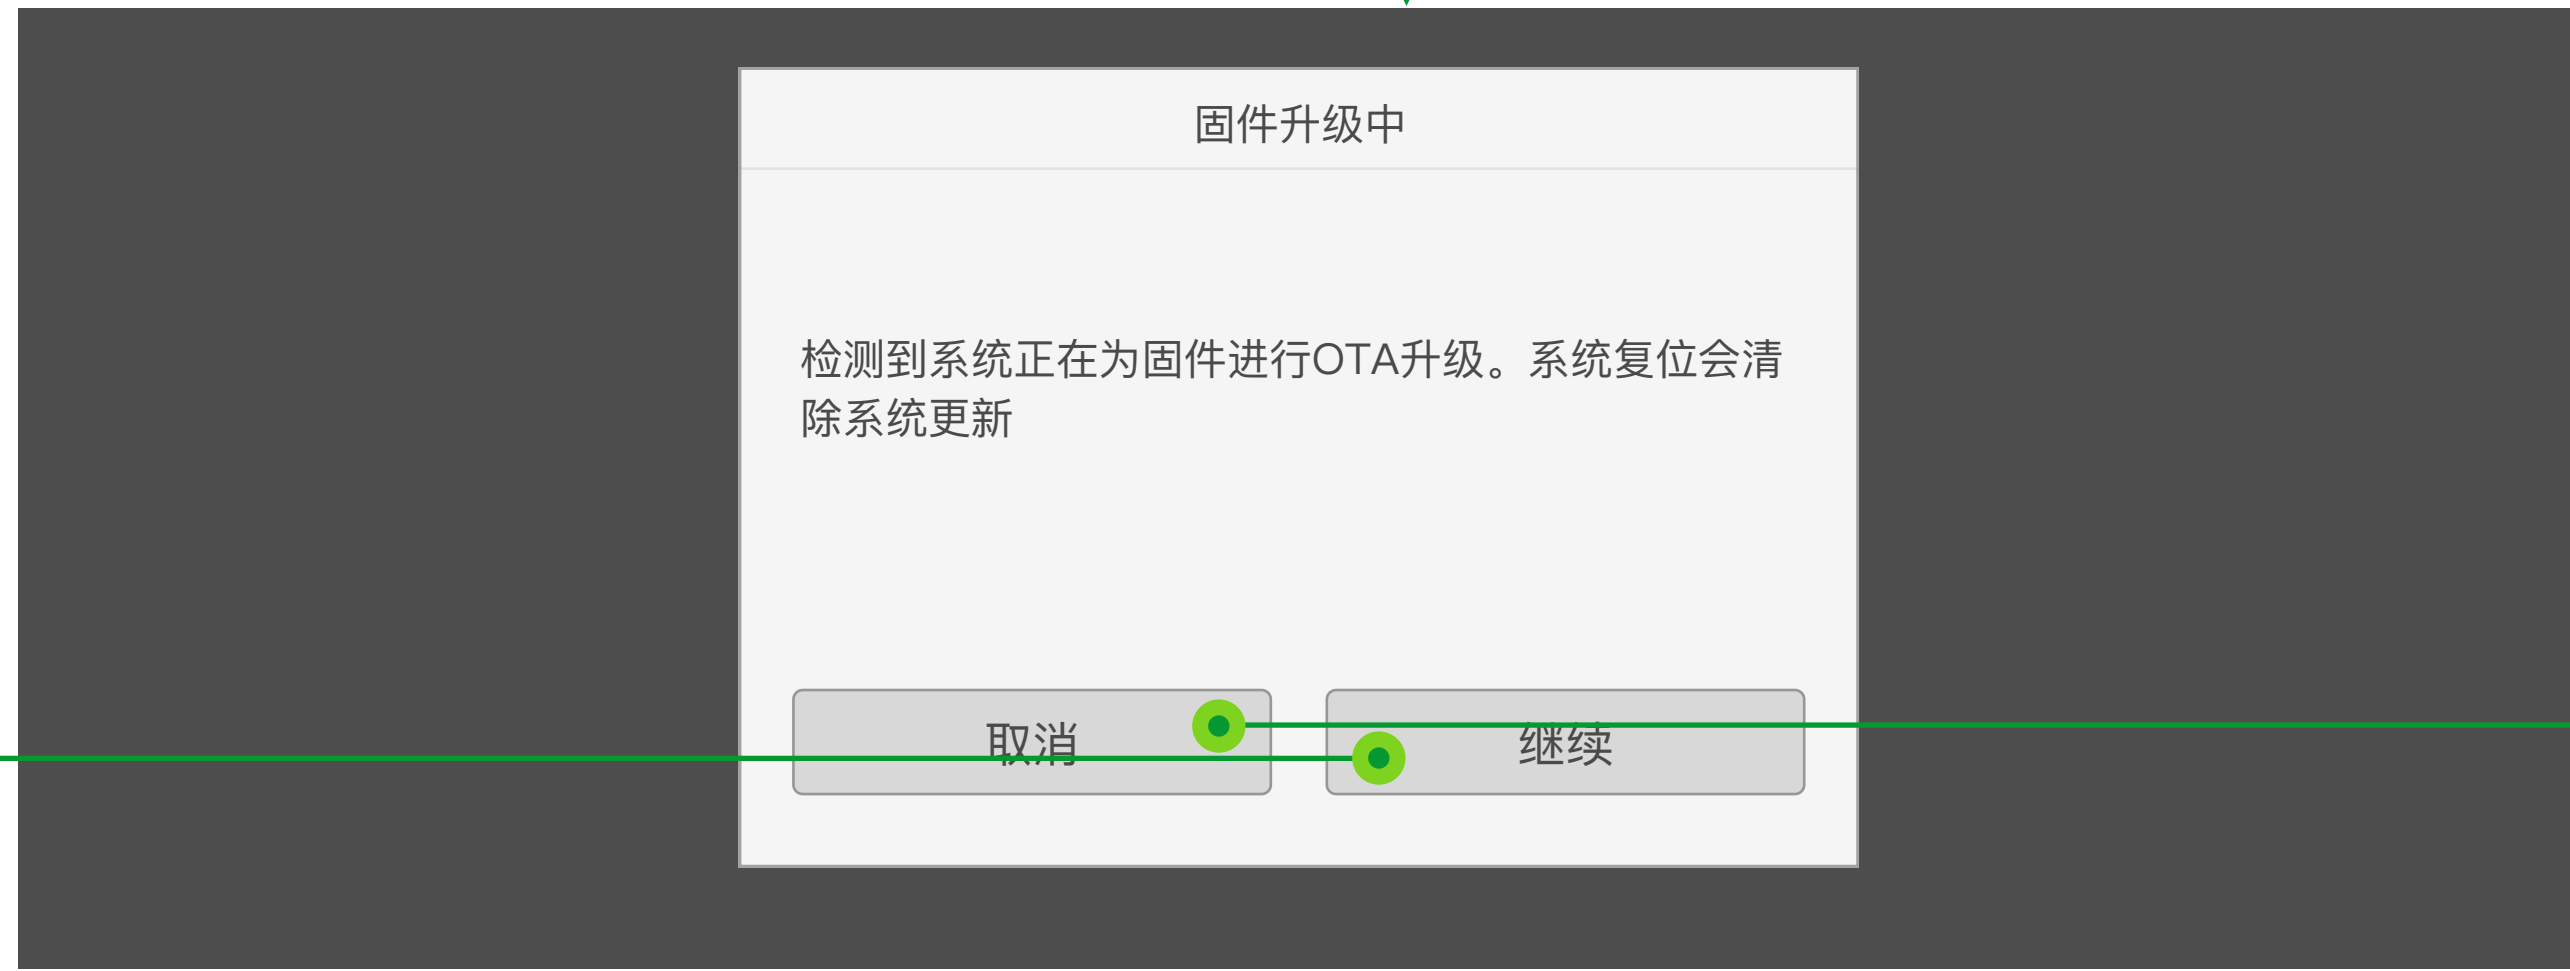 固件升级中
检测到系统正在为固件进行OTA升级。系统复位会清
除系统更新
取消
继续